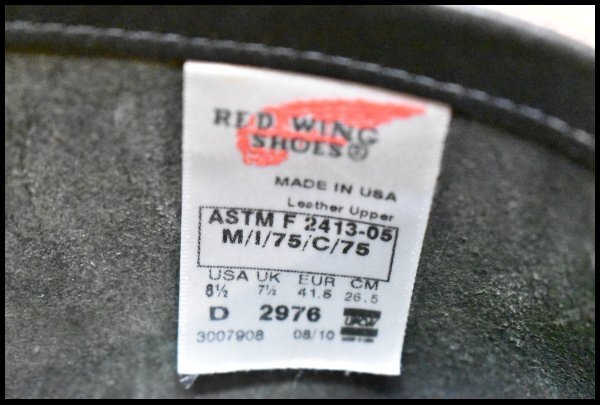 RED WING
SHOES®
MADE IN USA
Leather Upper
ASTM F 2413-05
M/I/75/C/75
USA UK EUR CM
8½ 7½ 41.5 26.5
D 2976
3007908 08/10